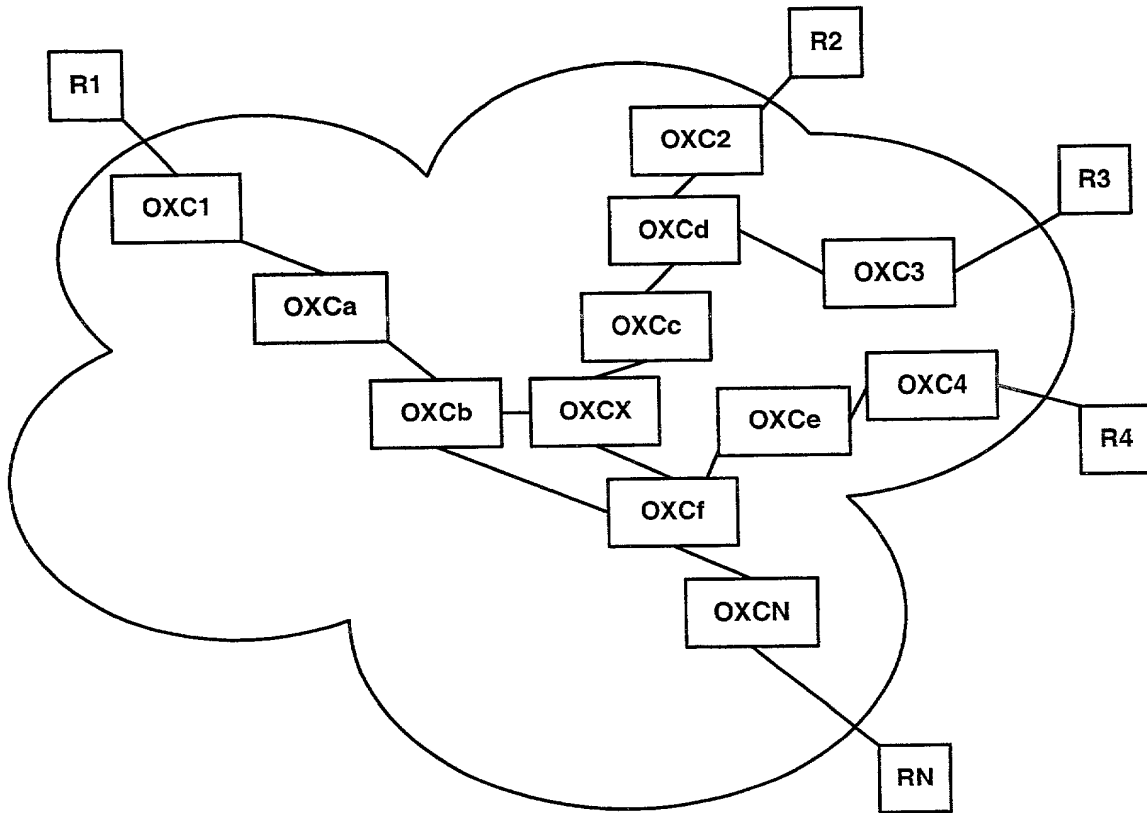 R2
R1
OXC2
R3
OXC1
OXCd
OXC3
OXCa
OXCc
OXC4
OXCb
OXCX
OXCe
R4
OXCf
OXCN
RN